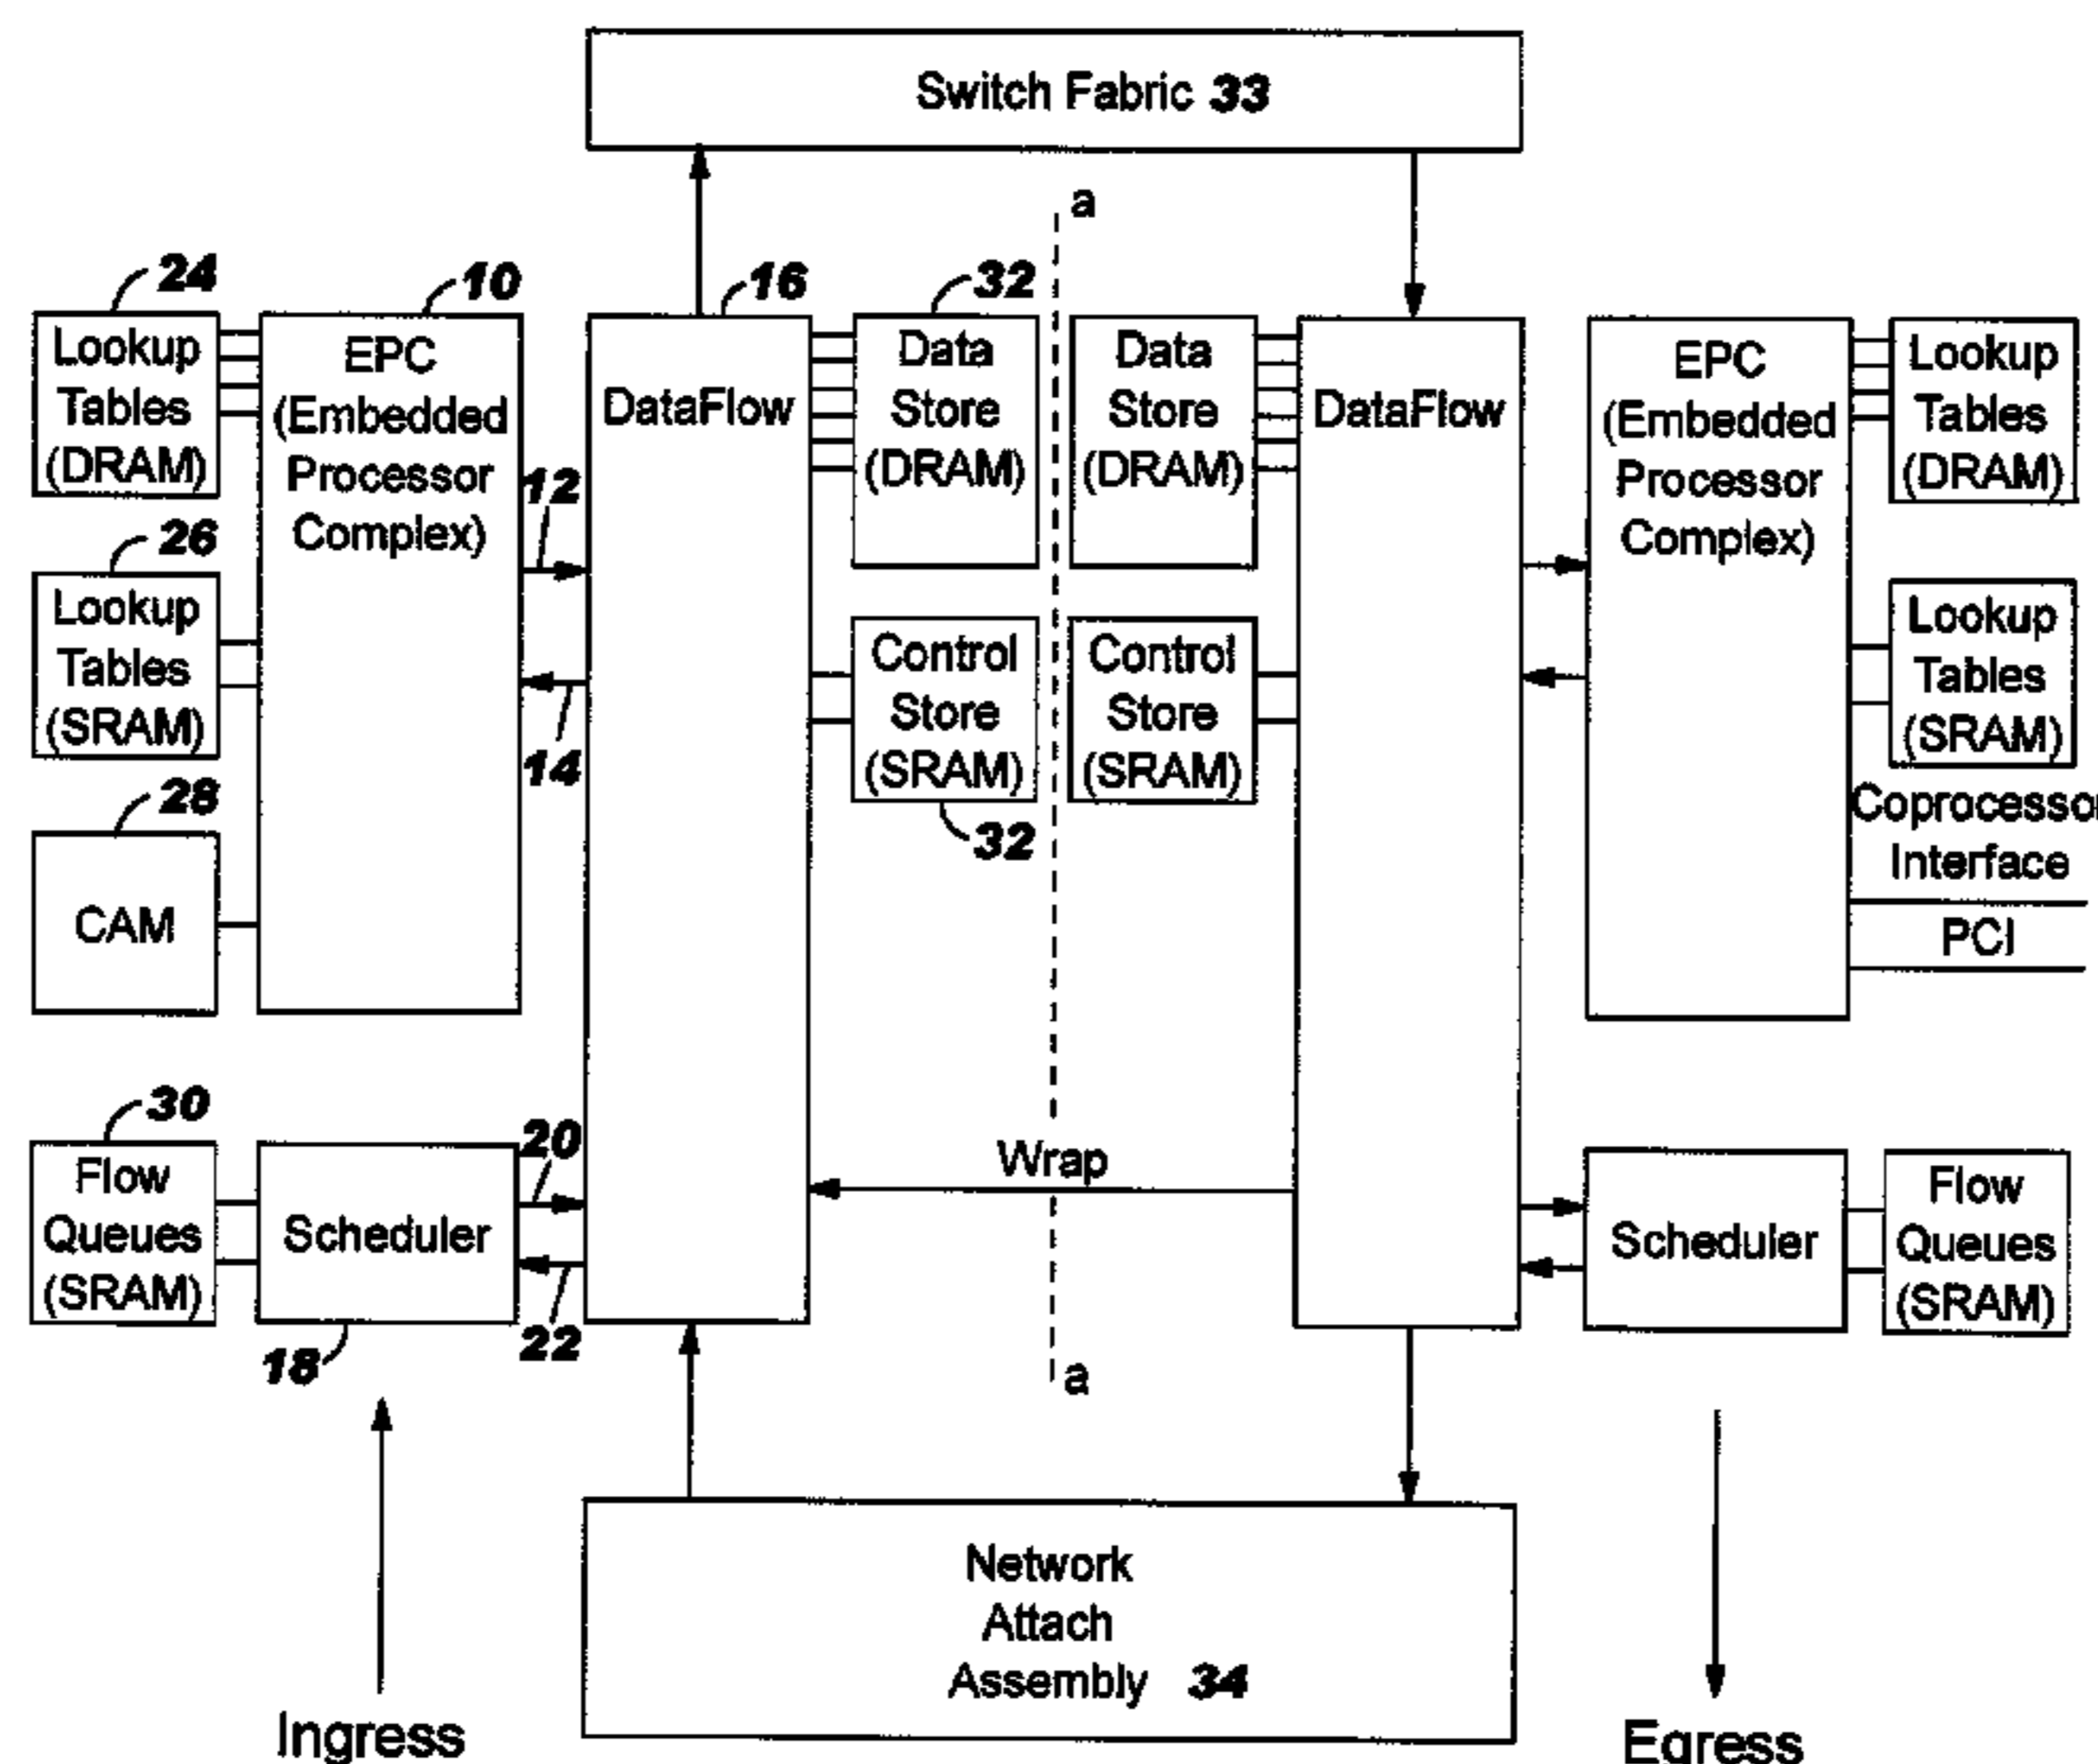 Switch Fabric 33
a
24
Lookup
Tables
(DRAM)
10
EPC
(Embedded
Processor
Complex)
12
14
16
DataFlow
32
Data
Store
(DRAM)
Data
Store
(DRAM)
DataFlow
EPC
(Embedded
Processor
Complex)
Lookup
Tables
(DRAM)
26
Lookup
Tables
(SRAM)
Control
Store
(SRAM)
32
Control
Store
(SRAM)
Lookup
Tables
(SRAM)
28
CAM
Coprocessor
Interface
PCI
30
Flow
Queues
(SRAM)
Scheduler
18
20
22
Wrap
a
Scheduler
Flow
Queues
(SRAM)
Network
Attach
Assembly 34
Ingress
Egress